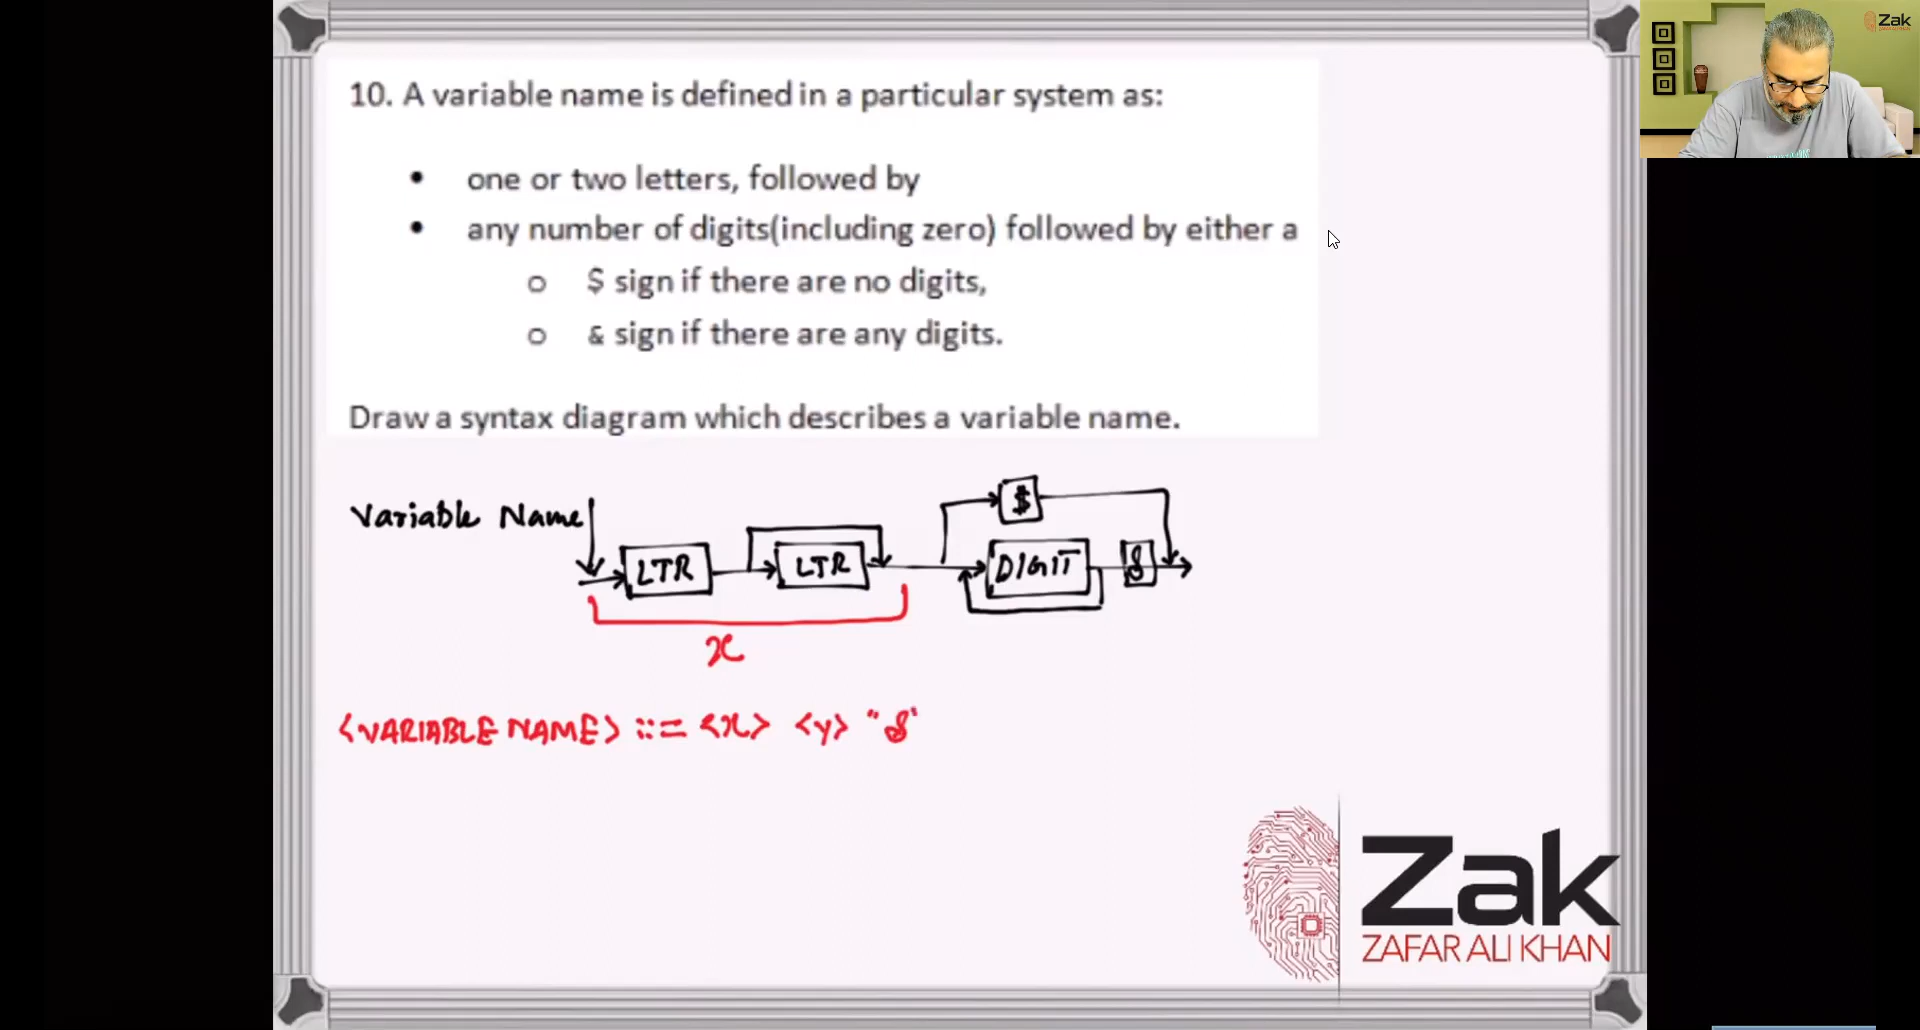 Zak
10. A variable name is defined in a particular system as:
• one or two letters, followed by
• any number of digits(including zero) followed by either a
o $ sign if there are no digits,
o & sign if there are any digits.
Draw a syntax diagram which describes a variable name.
Variable Name
$
LTR
LTR
DIGIT
&
x
<VARIABLE NAME> ::= <x> <y> "&"
Zak
ZAFAR ALI KHAN